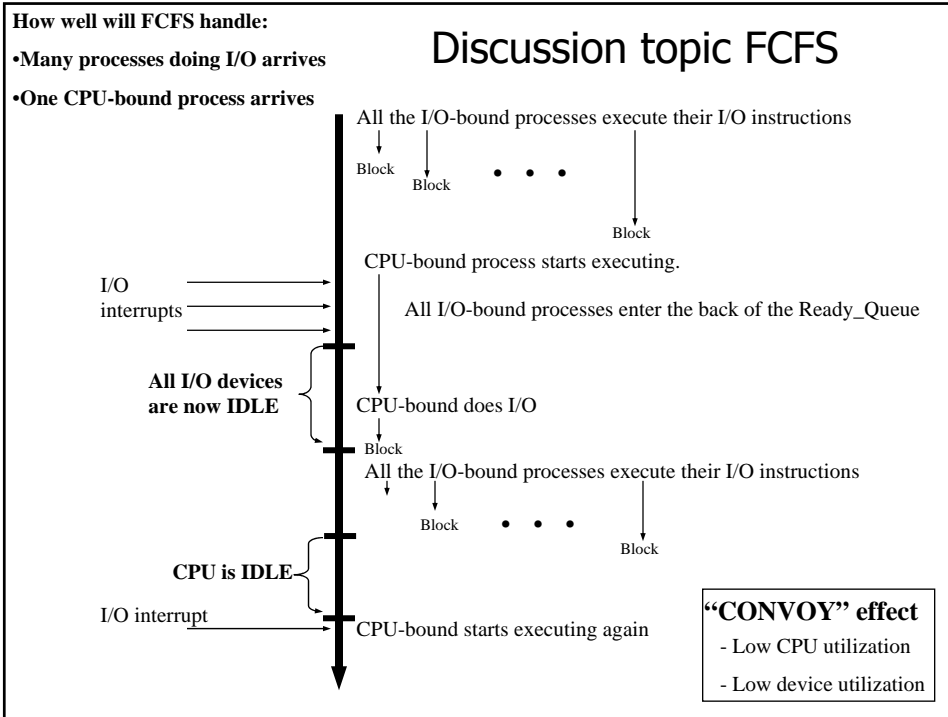 How well will FCFS handle:
•Many processes doing I/O arrives
•One CPU-bound process arrives
Discussion topic FCFS
All the I/O-bound processes execute their I/O instructions
Block
Block
• • •
Block
CPU-bound process starts executing.
I/O
interrupts
All I/O-bound processes enter the back of the Ready_Queue
All I/O devices
are now IDLE
CPU-bound does I/O
Block
All the I/O-bound processes execute their I/O instructions
Block
• • •
Block
CPU is IDLE
I/O interrupt
CPU-bound starts executing again
“CONVOY” effect
- Low CPU utilization
- Low device utilization